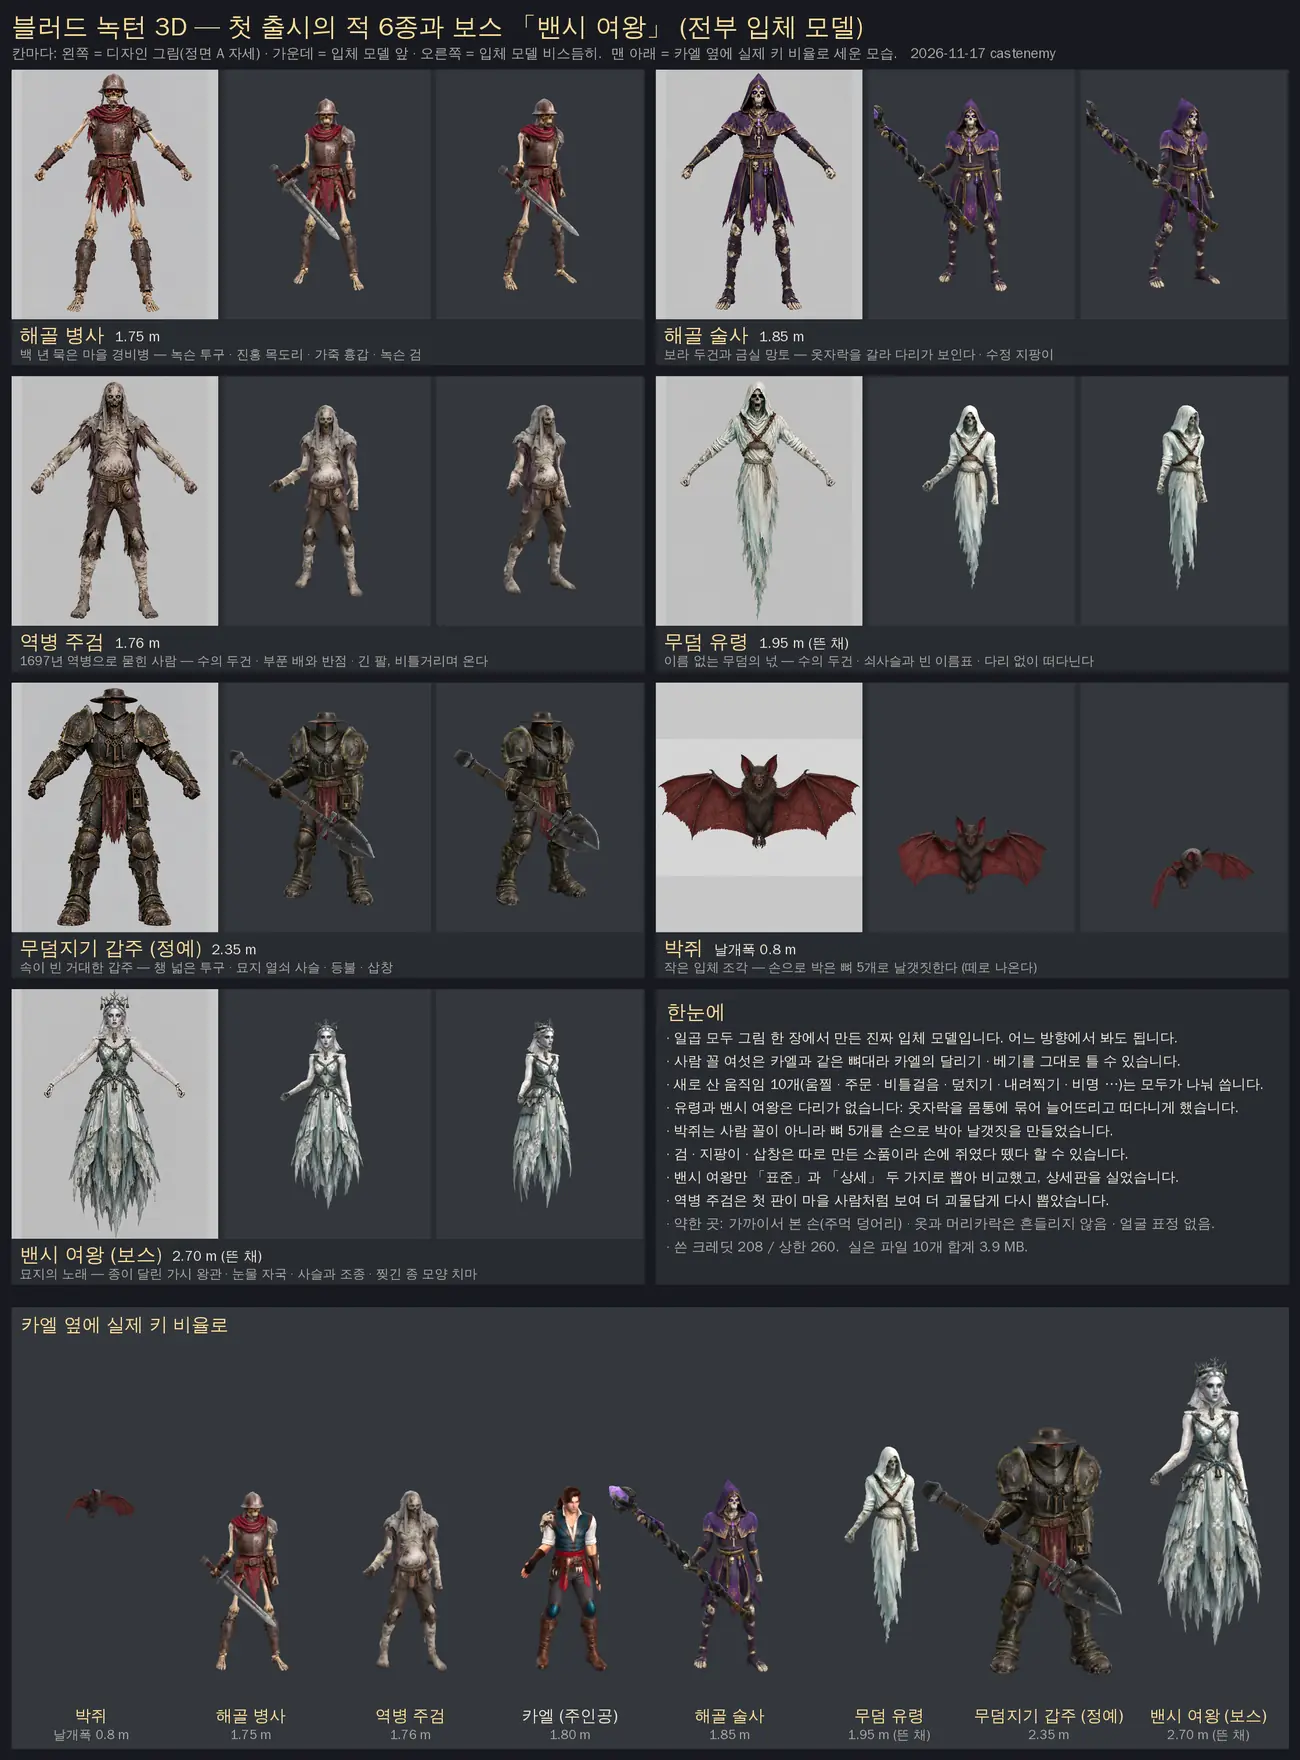 블러드 녹턴 3D — 첫 출시의 적 6종과 보스 「밴시 여왕」 (전부 입체 모델)
칸마다: 왼쪽 = 디자인 그림(정면 A 자세) · 가운데 = 입체 모델 앞 · 오른쪽 = 입체 모델 비스듬히. 맨 아래 = 카엘 옆에 실제 키 비율로 세운 모습. 2026-11-17 castenemy
해골 병사 1.75 m
백 년 묵은 마을 경비병 — 녹슨 투구 · 진홍 목도리 · 가죽 흉갑 · 녹슨 검
해골 술사 1.85 m
보라 두건과 금실 망토 — 옷자락을 갈라 다리가 보인다 · 수정 지팡이
역병 주검 1.76 m
1697년 역병으로 묻힌 사람 — 수의 두건 · 부푼 배와 반점 · 긴 팔, 비틀거리며 온다
무덤 유령 1.95 m (뜬 채)
이름 없는 무덤의 넋 — 수의 두건 · 쇠사슬과 빈 이름표 · 다리 없이 떠다닌다
무덤지기 갑주 (정예) 2.35 m
속이 빈 거대한 갑주 — 챙 넓은 투구 · 묘지 열쇠 사슬 · 등불 · 삽창
박쥐 날개폭 0.8 m
작은 입체 조각 — 손으로 박은 뼈 5개로 날갯짓한다 (떼로 나온다)
밴시 여왕 (보스) 2.70 m (뜬 채)
묘지의 노래 — 종이 달린 가시 왕관 · 눈물 자국 · 사슬과 조종 · 찢긴 종 모양 치마
한눈에
· 일곱 모두 그림 한 장에서 만든 진짜 입체 모델입니다. 어느 방향에서 봐도 됩니다.
· 사람 꼴 여섯은 카엘과 같은 뼈대라 카엘의 달리기 · 베기를 그대로 틀 수 있습니다.
· 새로 산 움직임 10개(움찔 · 주문 · 비틀걸음 · 덮치기 · 내려찍기 · 비명 ⋯)는 모두가 나눠 씁니다.
· 유령과 밴시 여왕은 다리가 없습니다: 옷자락을 몸통에 묶어 늘어뜨리고 떠다니게 했습니다.
· 박쥐는 사람 꼴이 아니라 뼈 5개를 손으로 박아 날갯짓을 만들었습니다.
· 검 · 지팡이 · 삽창은 따로 만든 소품이라 손에 쥐였다 뗐다 할 수 있습니다.
· 밴시 여왕만 「표준」과 「상세」 두 가지로 뽑아 비교했고, 상세판을 실었습니다.
· 역병 주검은 첫 판이 마을 사람처럼 보여 더 괴물답게 다시 뽑았습니다.
· 약한 곳: 가까이서 본 손(주먹 덩어리) · 옷과 머리카락은 흔들리지 않음 · 얼굴 표정 없음.
· 쓴 크레딧 208 / 상한 260. 실은 파일 10개 합계 3.9 MB.
카엘 옆에 실제 키 비율로
박쥐
날개폭 0.8 m
해골 병사
1.75 m
역병 주검
1.76 m
카엘 (주인공)
1.80 m
해골 술사
1.85 m
무덤 유령
1.95 m (뜬 채)
무덤지기 갑주 (정예)
2.35 m
밴시 여왕 (보스)
2.70 m (뜬 채)